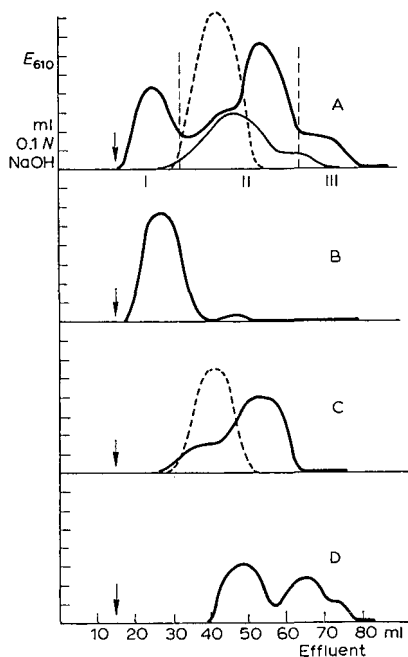 E610
ml
0.1 N
NaOH
A
I II III
B
C
D
10 20 30 40 50 60 70 80 ml
Effluent